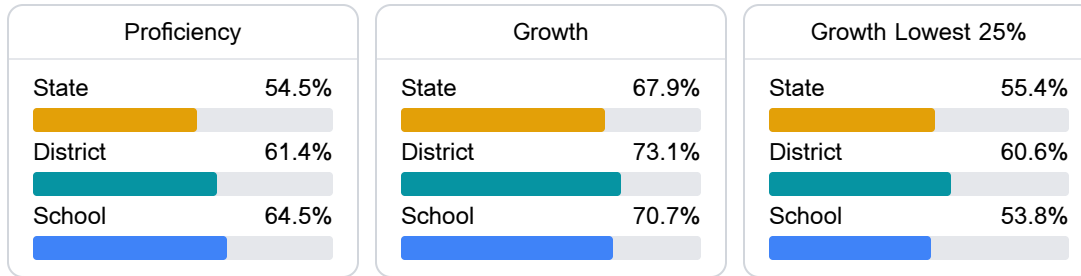 Proficiency
State 54.5%
District 61.4%
School 64.5%
Growth
State 67.9%
District 73.1%
School 70.7%
Growth Lowest 25%
State 55.4%
District 60.6%
School 53.8%